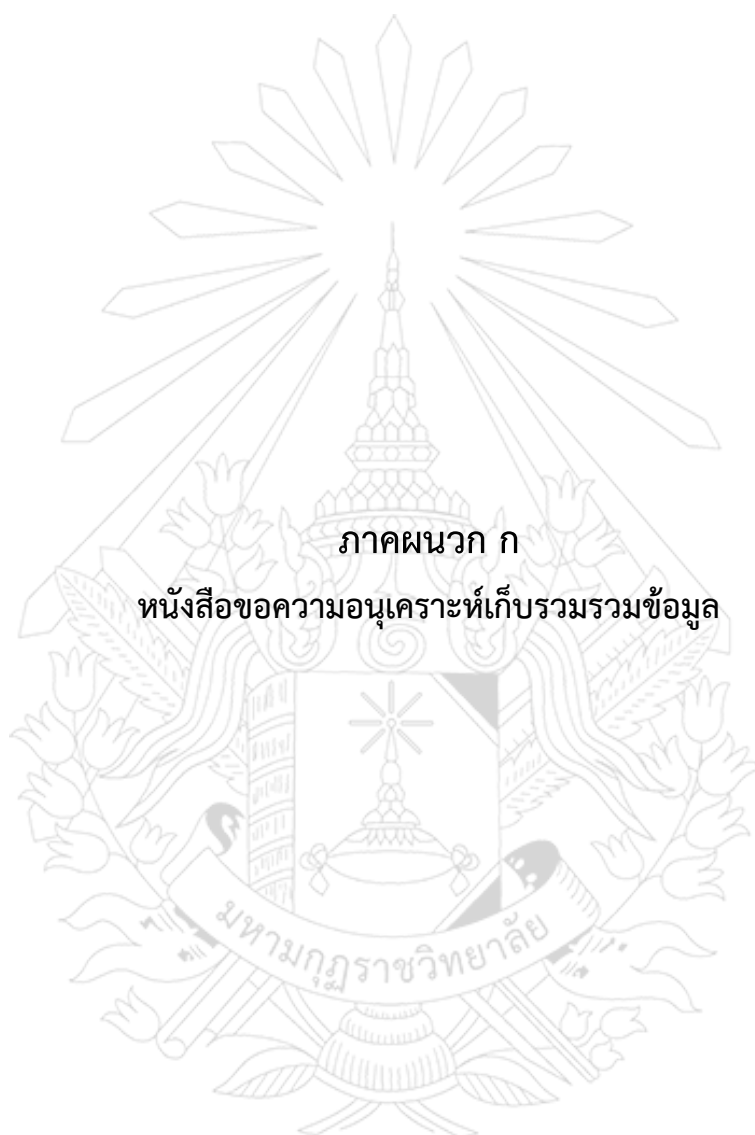 ภาคผนวก ก
หนังสือขอความอนุเคราะห์เก็บรวมรวมข้อมูล
มหามกุฏราชวิทยาลัย